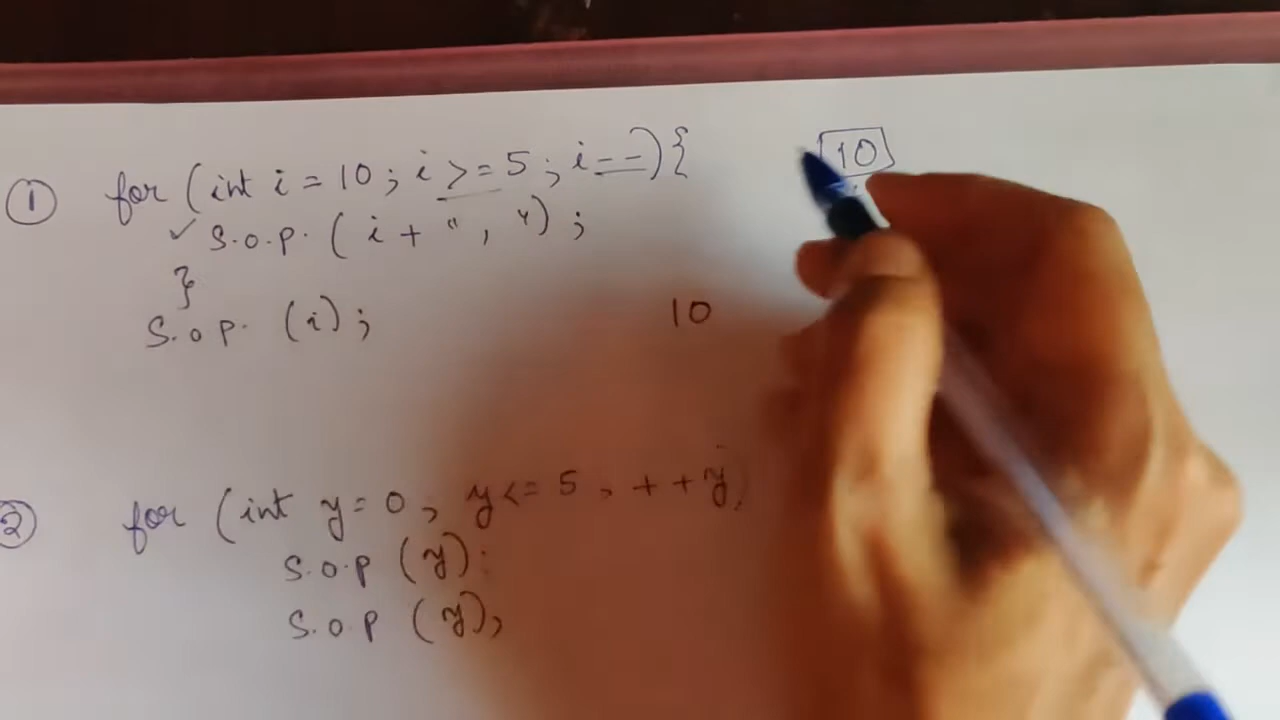 ① for (int i = 10 ; i >= 5 ; i--) { 10
✓ S.o.p. ( i + " , " ) ;
}
S.o.p. (i) ; 10
② for (int y = 0 , y <= 5 , ++y)
S.o.p (y) :
S.o.p (y) ;